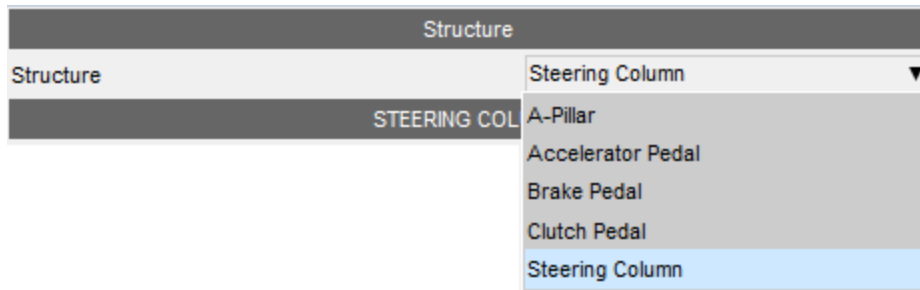 Structure
Structure
Steering Column
STEERING COL
A-Pillar
Accelerator Pedal
Brake Pedal
Clutch Pedal
Steering Column